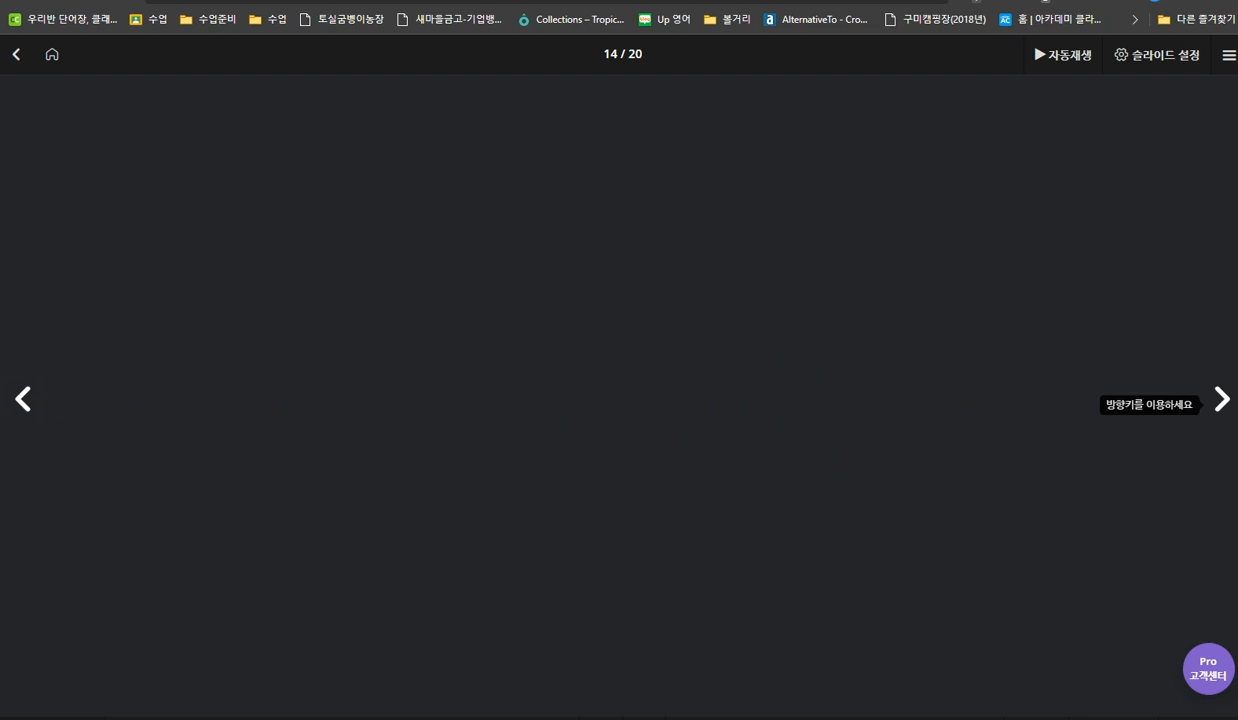 우리반 단어장, 클래... 수업 수업준비 수업 토실굼벵이농장 새마을금고-기업뱅... Collections – Tropic... Up 영어 볼거리 AlternativeTo - Cro... 구미캠핑장(2018년) 홈 | 아카데미 클라... 다른 즐겨찾기
14 / 20
자동재생 슬라이드 설정
방향키를 이용하세요
Pro
고객센터